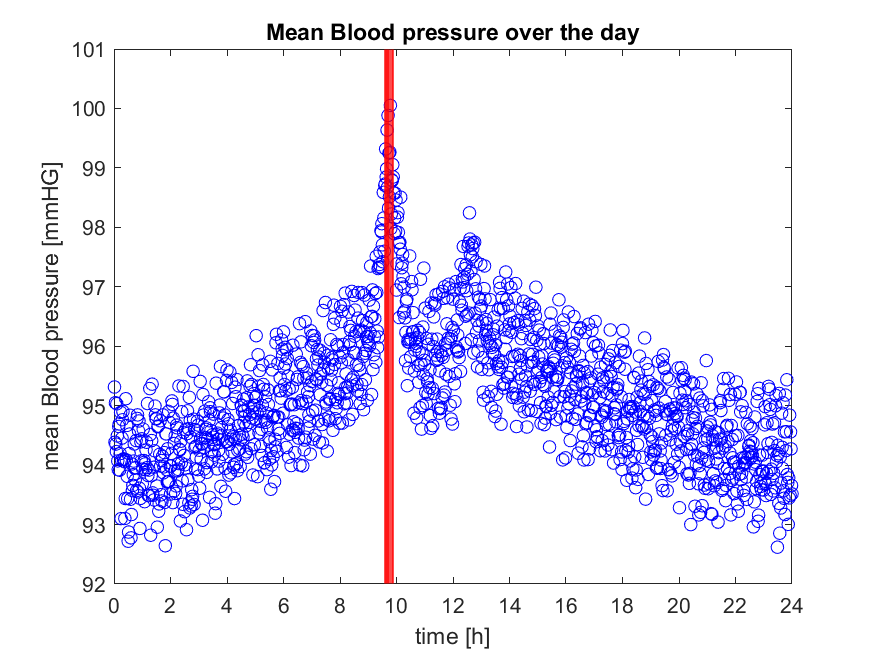 Mean Blood pressure over the day
101
100
99
98
97
96
95
94
93
92
mean Blood pressure [mmHG]
0 2 4 6 8 10 12 14 16 18 20 22 24
time [h]